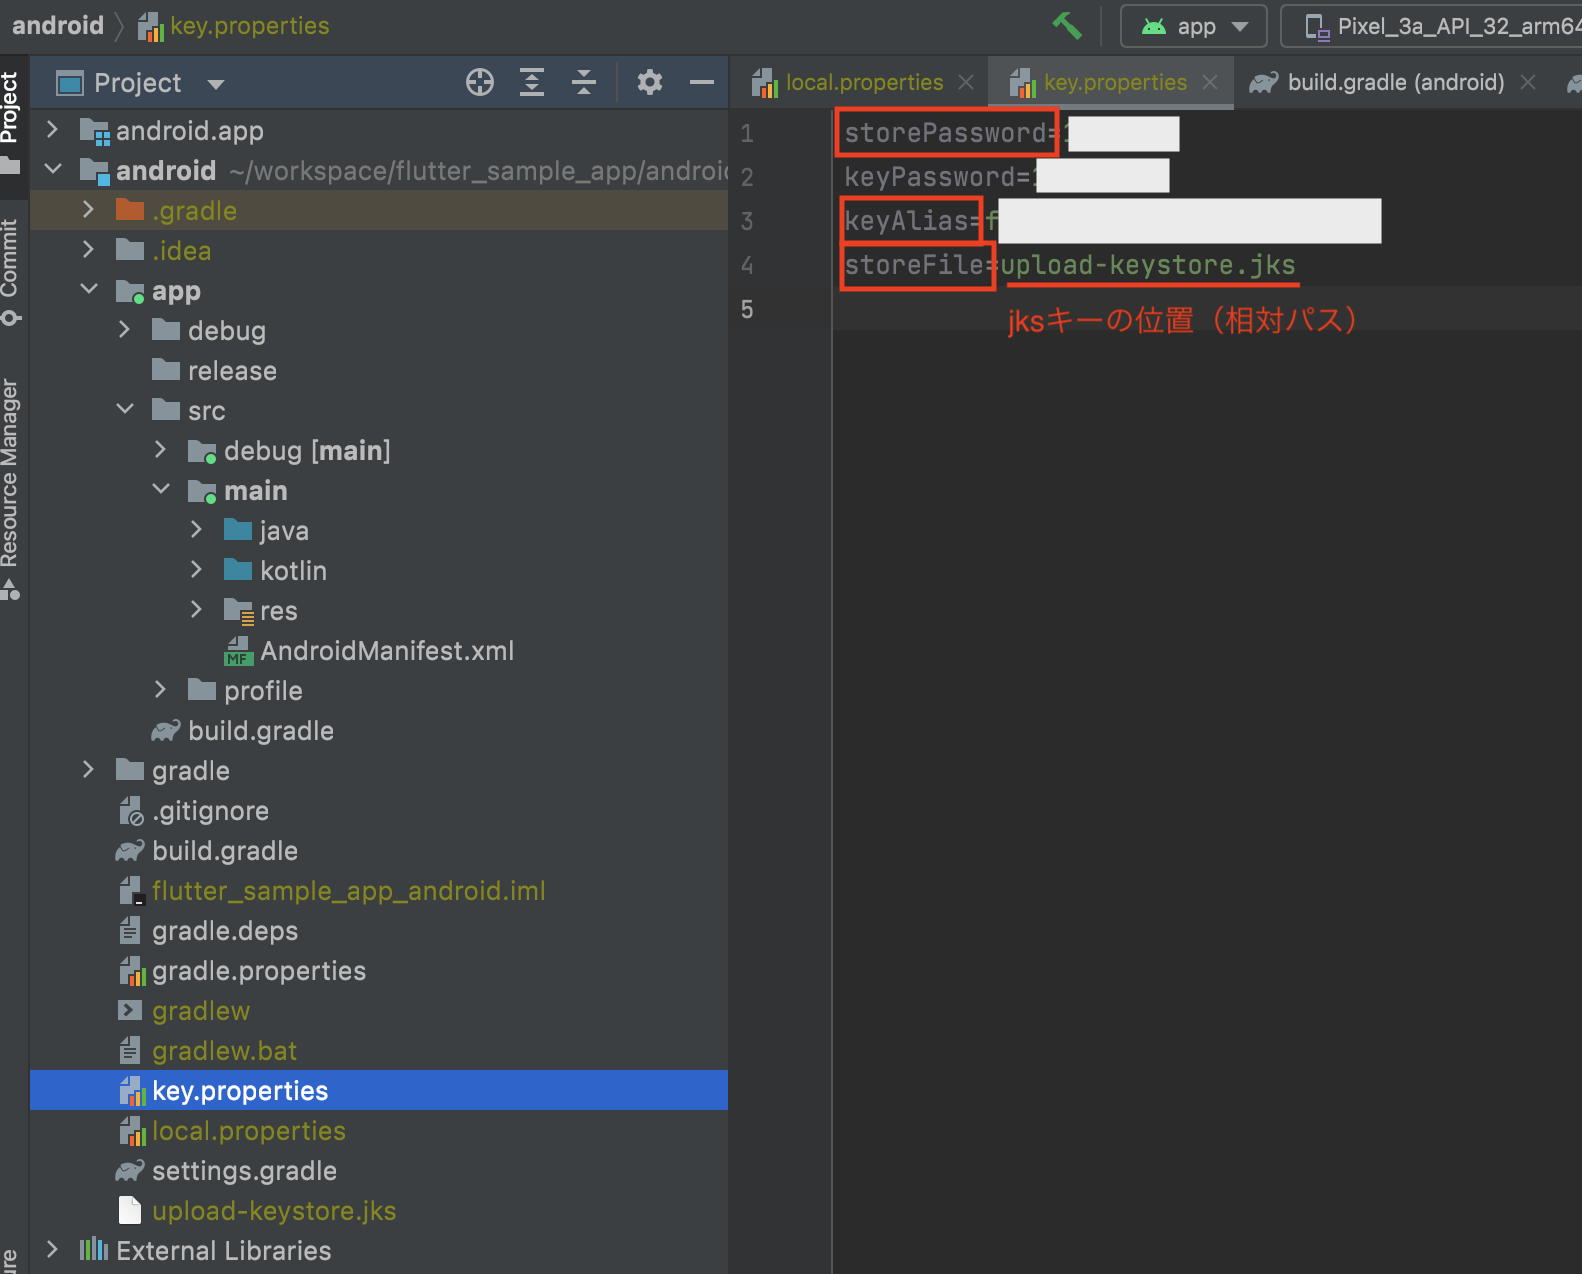 android
key.properties
app
Pixel_3a_API_32_arm64
Project
Commit
Resource Manager
Project
local.properties
key.properties
build.gradle (android)
android.app
android ~/workspace/flutter_sample_app/android
.gradle
.idea
app
debug
release
src
debug [main]
main
java
kotlin
res
MF AndroidManifest.xml
profile
build.gradle
gradle
.gitignore
build.gradle
flutter_sample_app_android.iml
gradle.deps
gradle.properties
gradlew
gradlew.bat
key.properties
local.properties
settings.gradle
upload-keystore.jks
External Libraries
1 storePassword=
2 keyPassword=
3 keyAlias=f
4 storeFile=upload-keystore.jks
5
jksキーの位置（相対パス）